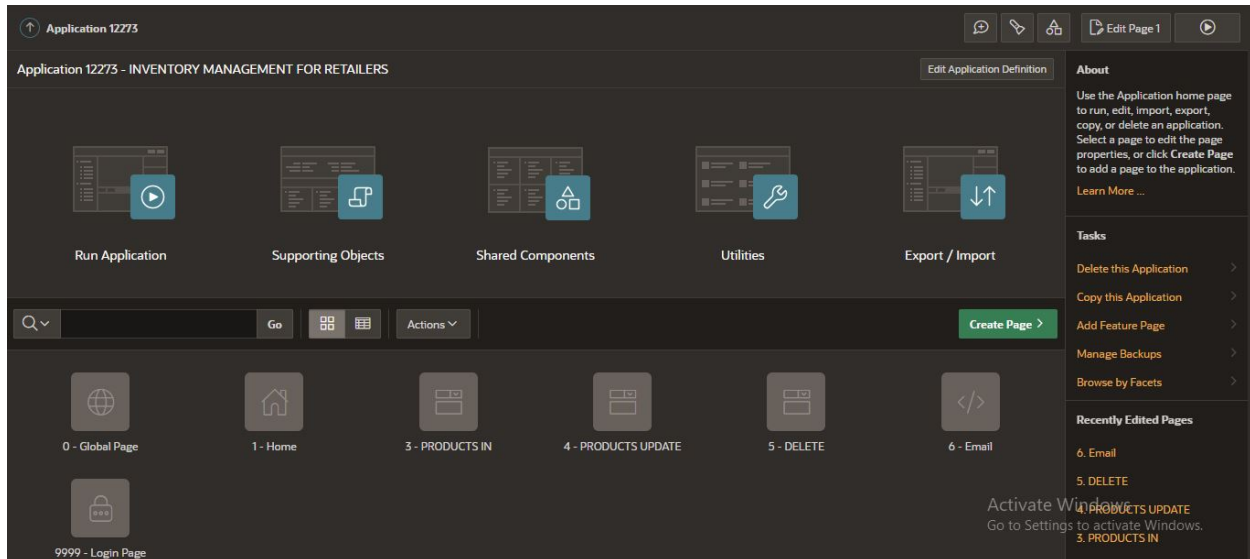 Application 12273
Edit Page 1
Application 12273 - INVENTORY MANAGEMENT FOR RETAILERS
Edit Application Definition
Run Application
Supporting Objects
Shared Components
Utilities
Export / Import
Go
Actions
Create Page
0 - Global Page
1 - Home
3 - PRODUCTS IN
4 - PRODUCTS UPDATE
5 - DELETE
6 - Email
9999 - Login Page
About
Use the Application home page
to run, edit, import, export,
copy, or delete an application.
Select a page to edit the page
properties, or click Create Page
to add a page to the application.
Learn More ...
Tasks
Delete this Application
Copy this Application
Add Feature Page
Manage Backups
Browse by Facets
Recently Edited Pages
6. Email
5. DELETE
4. PRODUCTS UPDATE
3. PRODUCTS IN
Activate Windows
Go to Settings to activate Windows.